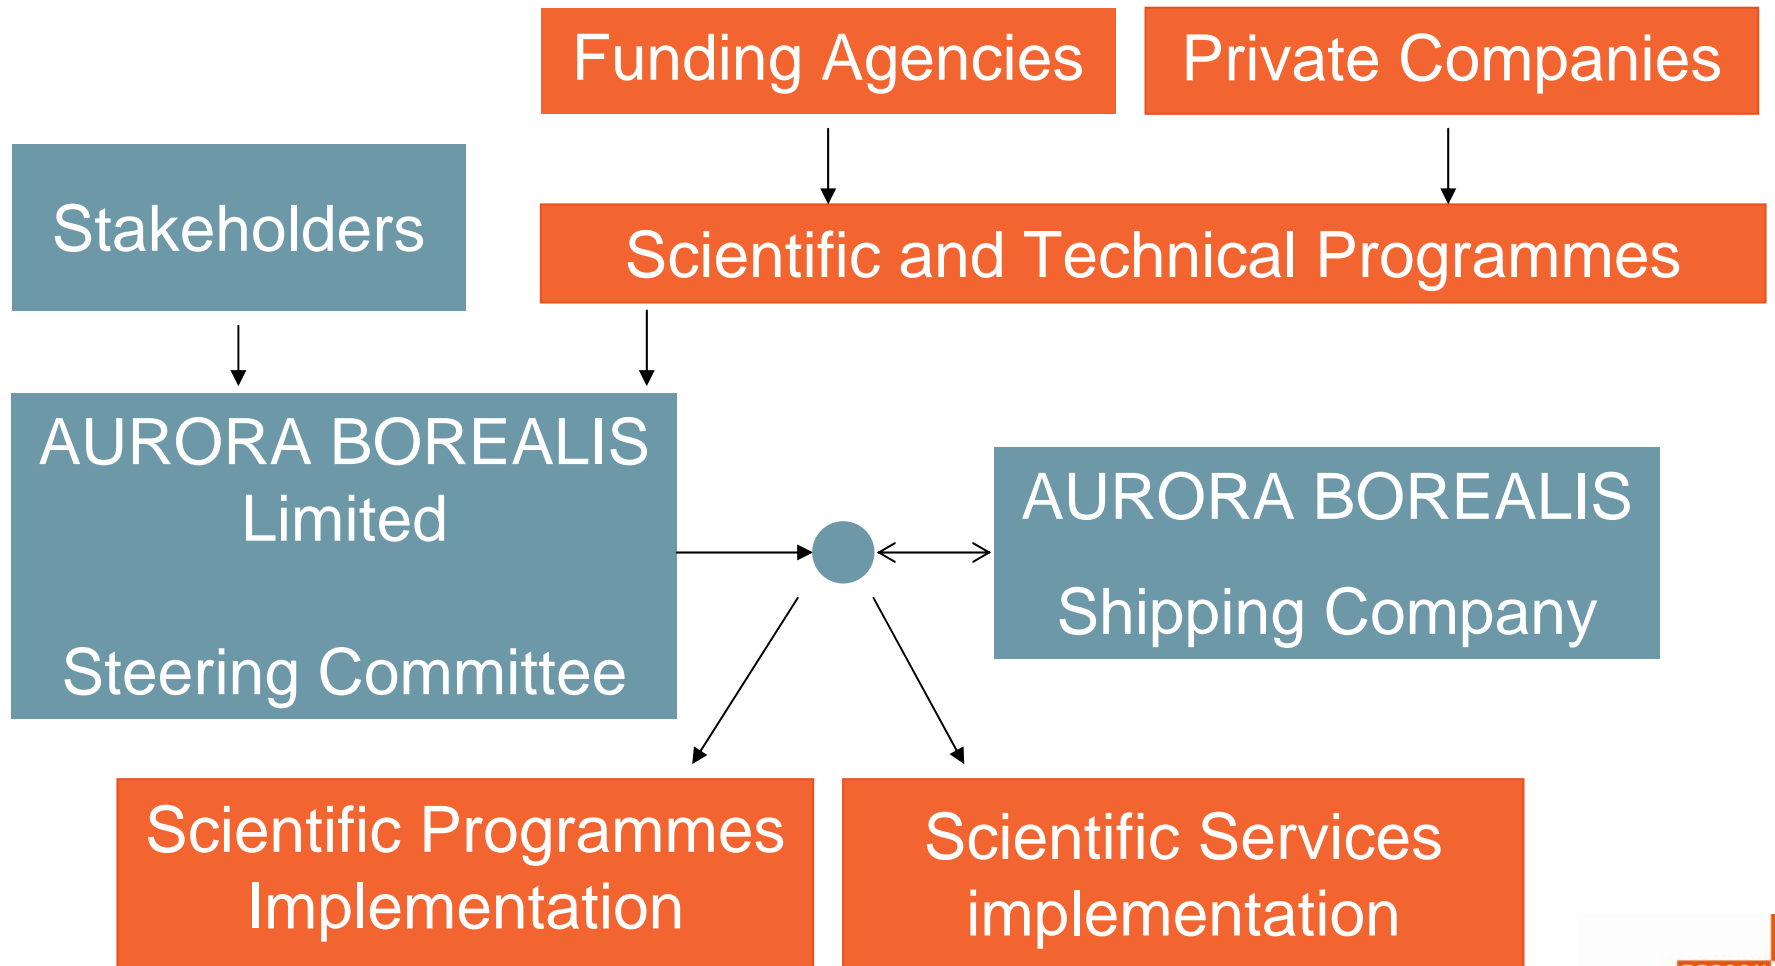 Funding Agencies
Private Companies
Stakeholders
Scientific and Technical Programmes
AURORA BOREALIS
Limited
Steering Committee
AURORA BOREALIS
Shipping Company
Scientific Programmes
Implementation
Scientific Services
implementation